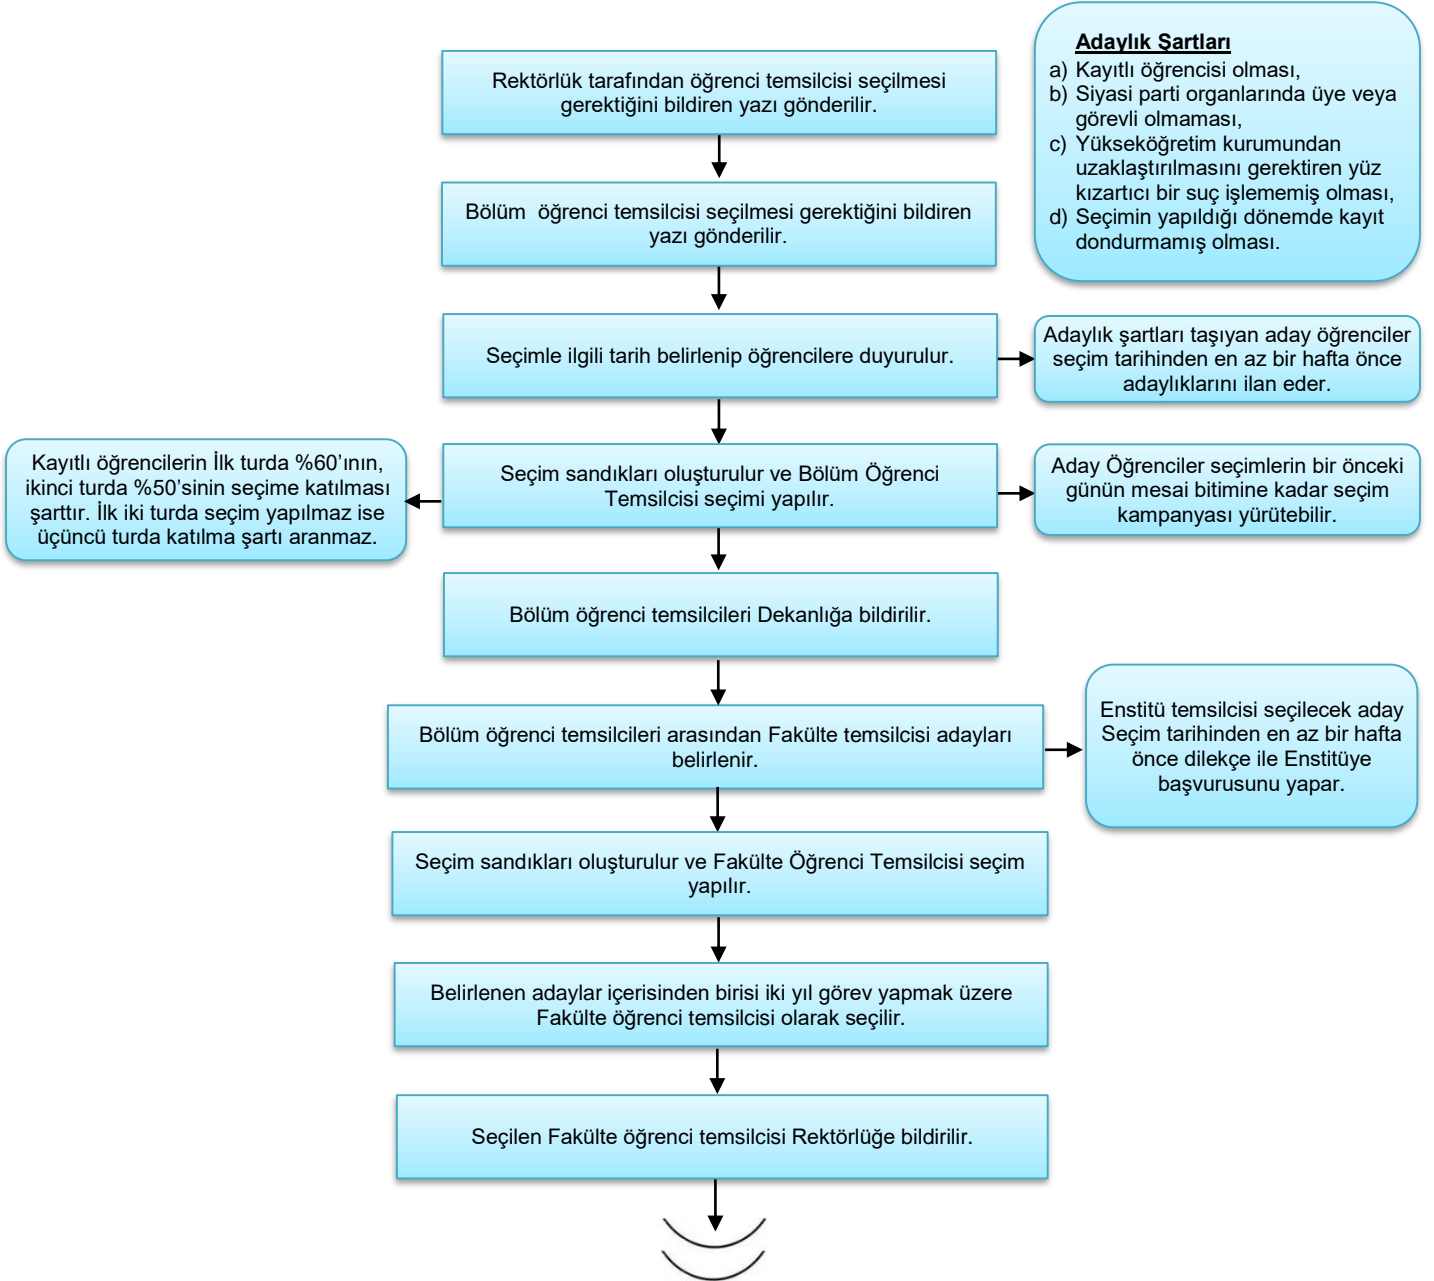 Adaylık Şartları
a) Kayıtlı öğrencisi olması,
b) Siyasi parti organlarında üye veya
görevli olmaması,
c) Yükseköğretim kurumundan
uzaklaştırılmasını gerektiren yüz
kızartıcı bir suç işlememiş olması,
d) Seçimin yapıldığı dönemde kayıt
dondurmamış olması.
Rektörlük tarafından öğrenci temsilcisi seçilmesi
gerektiğini bildiren yazı gönderilir.
Bölüm  öğrenci temsilcisi seçilmesi gerektiğini bildiren
yazı gönderilir.
Seçimle ilgili tarih belirlenip öğrencilere duyurulur.
Adaylık şartları taşıyan aday öğrenciler
seçim tarihinden en az bir hafta önce
adaylıklarını ilan eder.
Kayıtlı öğrencilerin İlk turda %60’ının,
ikinci turda %50’sinin seçime katılması
şarttır. İlk iki turda seçim yapılmaz ise
üçüncü turda katılma şartı aranmaz.
Seçim sandıkları oluşturulur ve Bölüm Öğrenci
Temsilcisi seçimi yapılır.
Aday Öğrenciler seçimlerin bir önceki
günün mesai bitimine kadar seçim
kampanyası yürütebilir.
Bölüm öğrenci temsilcileri Dekanlığa bildirilir.
Bölüm öğrenci temsilcileri arasından Fakülte temsilcisi adayları
belirlenir.
Enstitü temsilcisi seçilecek aday
Seçim tarihinden en az bir hafta
önce dilekçe ile Enstitüye
başvurusunu yapar.
Seçim sandıkları oluşturulur ve Fakülte Öğrenci Temsilcisi seçim
yapılır.
Belirlenen adaylar içerisinden birisi iki yıl görev yapmak üzere
Fakülte öğrenci temsilcisi olarak seçilir.
Seçilen Fakülte öğrenci temsilcisi Rektörlüğe bildirilir.